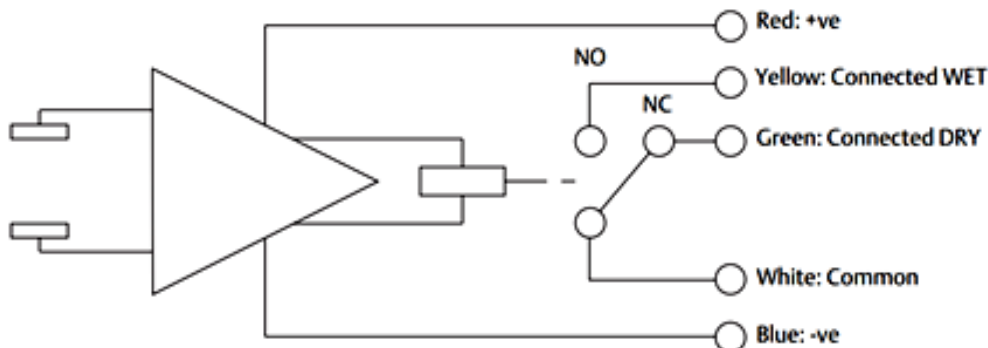 Red: +ve
NO
Yellow: Connected WET
NC
Green: Connected DRY
White: Common
Blue: -ve